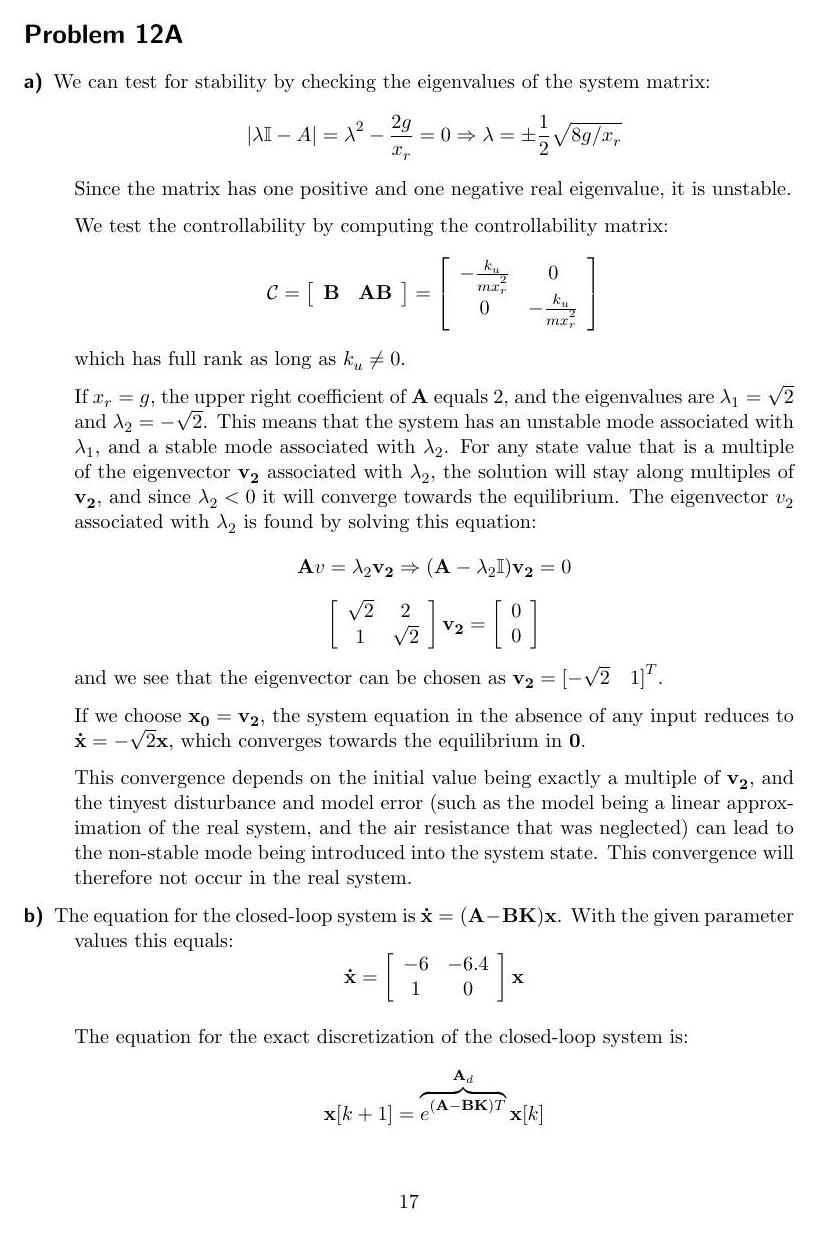 Problem 12A
a) We can test for stability by checking the eigenvalues of the system matrix:
|λ𝕀 − A| = λ² − 2g/x_r = 0 ⇒ λ = ±1/2 √(8g/x_r)
Since the matrix has one positive and one negative real eigenvalue, it is unstable.
We test the controllability by computing the controllability matrix:
𝒞 = [ B AB ] = [ −k_u/(mx_r²) 0 ; 0 −k_u/(mx_r²) ]
which has full rank as long as k_u ≠ 0.
If x_r = g, the upper right coefficient of A equals 2, and the eigenvalues are λ₁ = √2
and λ₂ = −√2. This means that the system has an unstable mode associated with
λ₁, and a stable mode associated with λ₂. For any state value that is a multiple
of the eigenvector v₂ associated with λ₂, the solution will stay along multiples of
v₂, and since λ₂ < 0 it will converge towards the equilibrium. The eigenvector v₂
associated with λ₂ is found by solving this equation:
Av = λ₂v₂ ⇒ (A − λ₂𝕀)v₂ = 0
[ √2 2 ; 1 √2 ] v₂ = [ 0 ; 0 ]
and we see that the eigenvector can be chosen as v₂ = [−√2 1]ᵀ.
If we choose x₀ = v₂, the system equation in the absence of any input reduces to
ẋ = −√2x, which converges towards the equilibrium in 0.
This convergence depends on the initial value being exactly a multiple of v₂, and
the tinyest disturbance and model error (such as the model being a linear approx-
imation of the real system, and the air resistance that was neglected) can lead to
the non-stable mode being introduced into the system state. This convergence will
therefore not occur in the real system.
b) The equation for the closed-loop system is ẋ = (A−BK)x. With the given parameter
values this equals:
ẋ = [ −6 −6.4 ; 1 0 ] x
The equation for the exact discretization of the closed-loop system is:
A_d
x[k + 1] = e^(A−BK)T x[k]
17